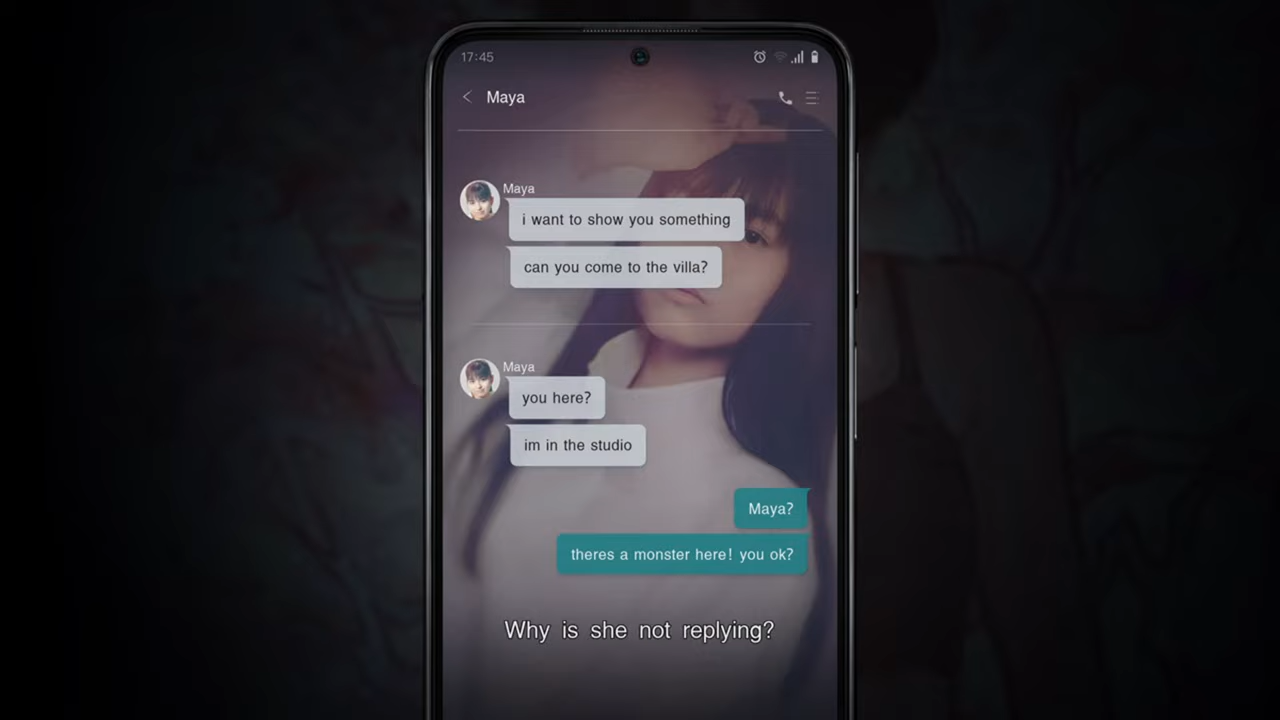 17:45
Maya
Maya
i want to show you something
can you come to the villa?
Maya
you here?
im in the studio
Maya?
theres a monster here! you ok?
Why is she not replying?